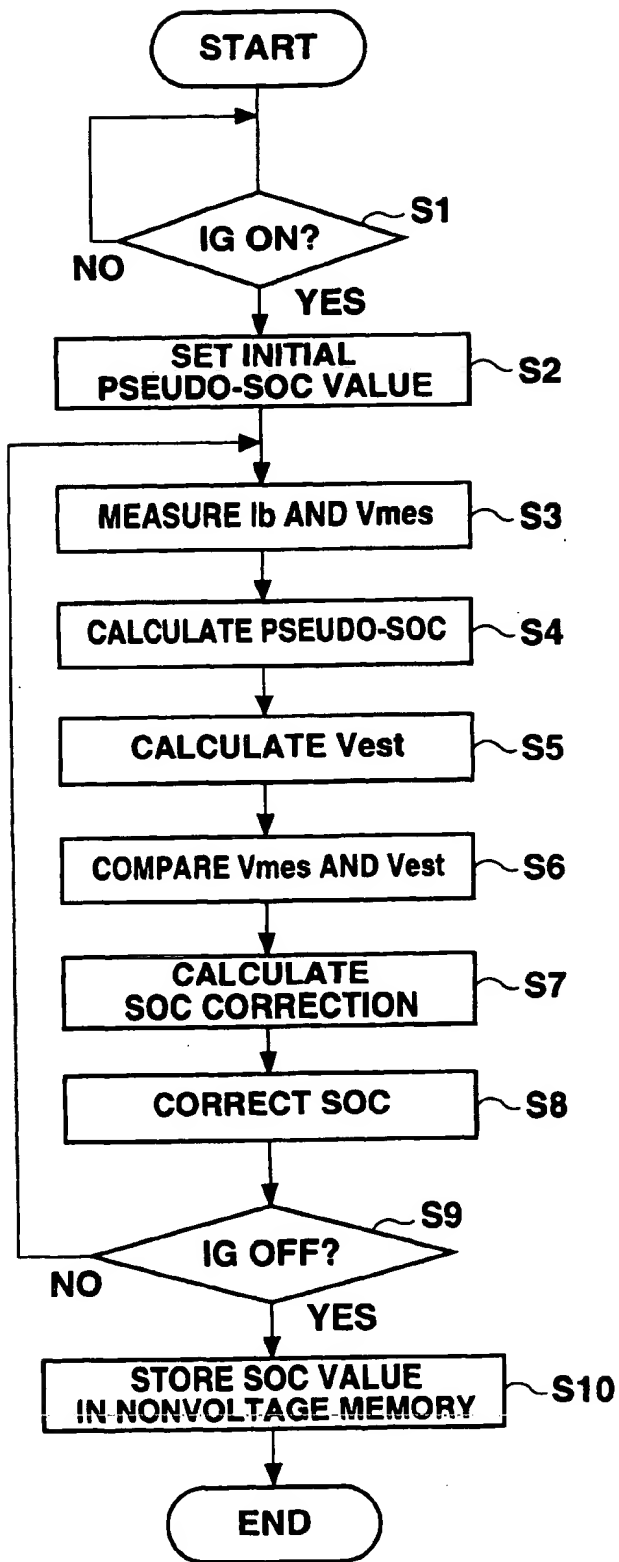 START
IG ON?
S1
NO
YES
SET INITIAL
PSEUDO-SOC VALUE
S2
MEASURE Ib AND Vmes
S3
CALCULATE PSEUDO-SOC
S4
CALCULATE Vest
S5
COMPARE Vmes AND Vest
S6
CALCULATE
SOC CORRECTION
S7
CORRECT SOC
S8
IG OFF?
S9
NO
YES
STORE SOC VALUE
IN NONVOLTAGE MEMORY
S10
END